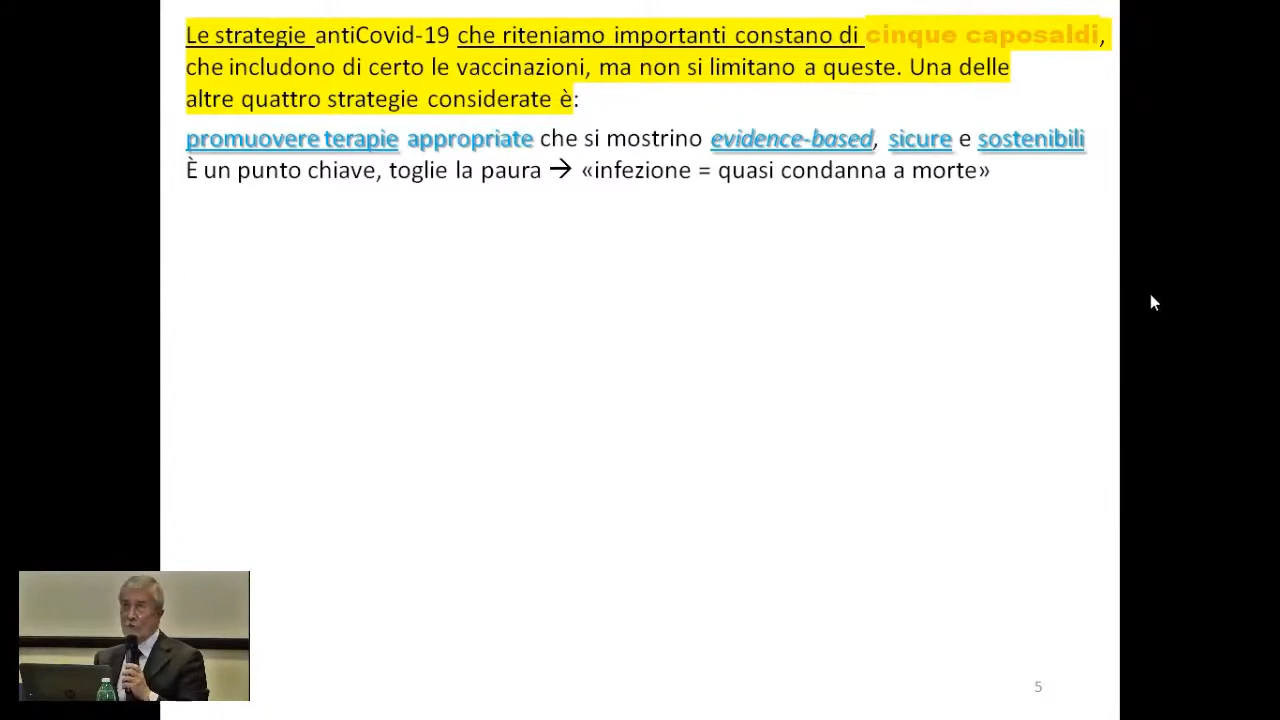 Le strategie antiCovid-19 che riteniamo importanti constano di cinque caposaldi,
che includono di certo le vaccinazioni, ma non si limitano a queste. Una delle
altre quattro strategie considerate è:
promuovere terapie appropriate che si mostrino evidence-based, sicure e sostenibili
È un punto chiave, toglie la paura → «infezione = quasi condanna a morte»
5